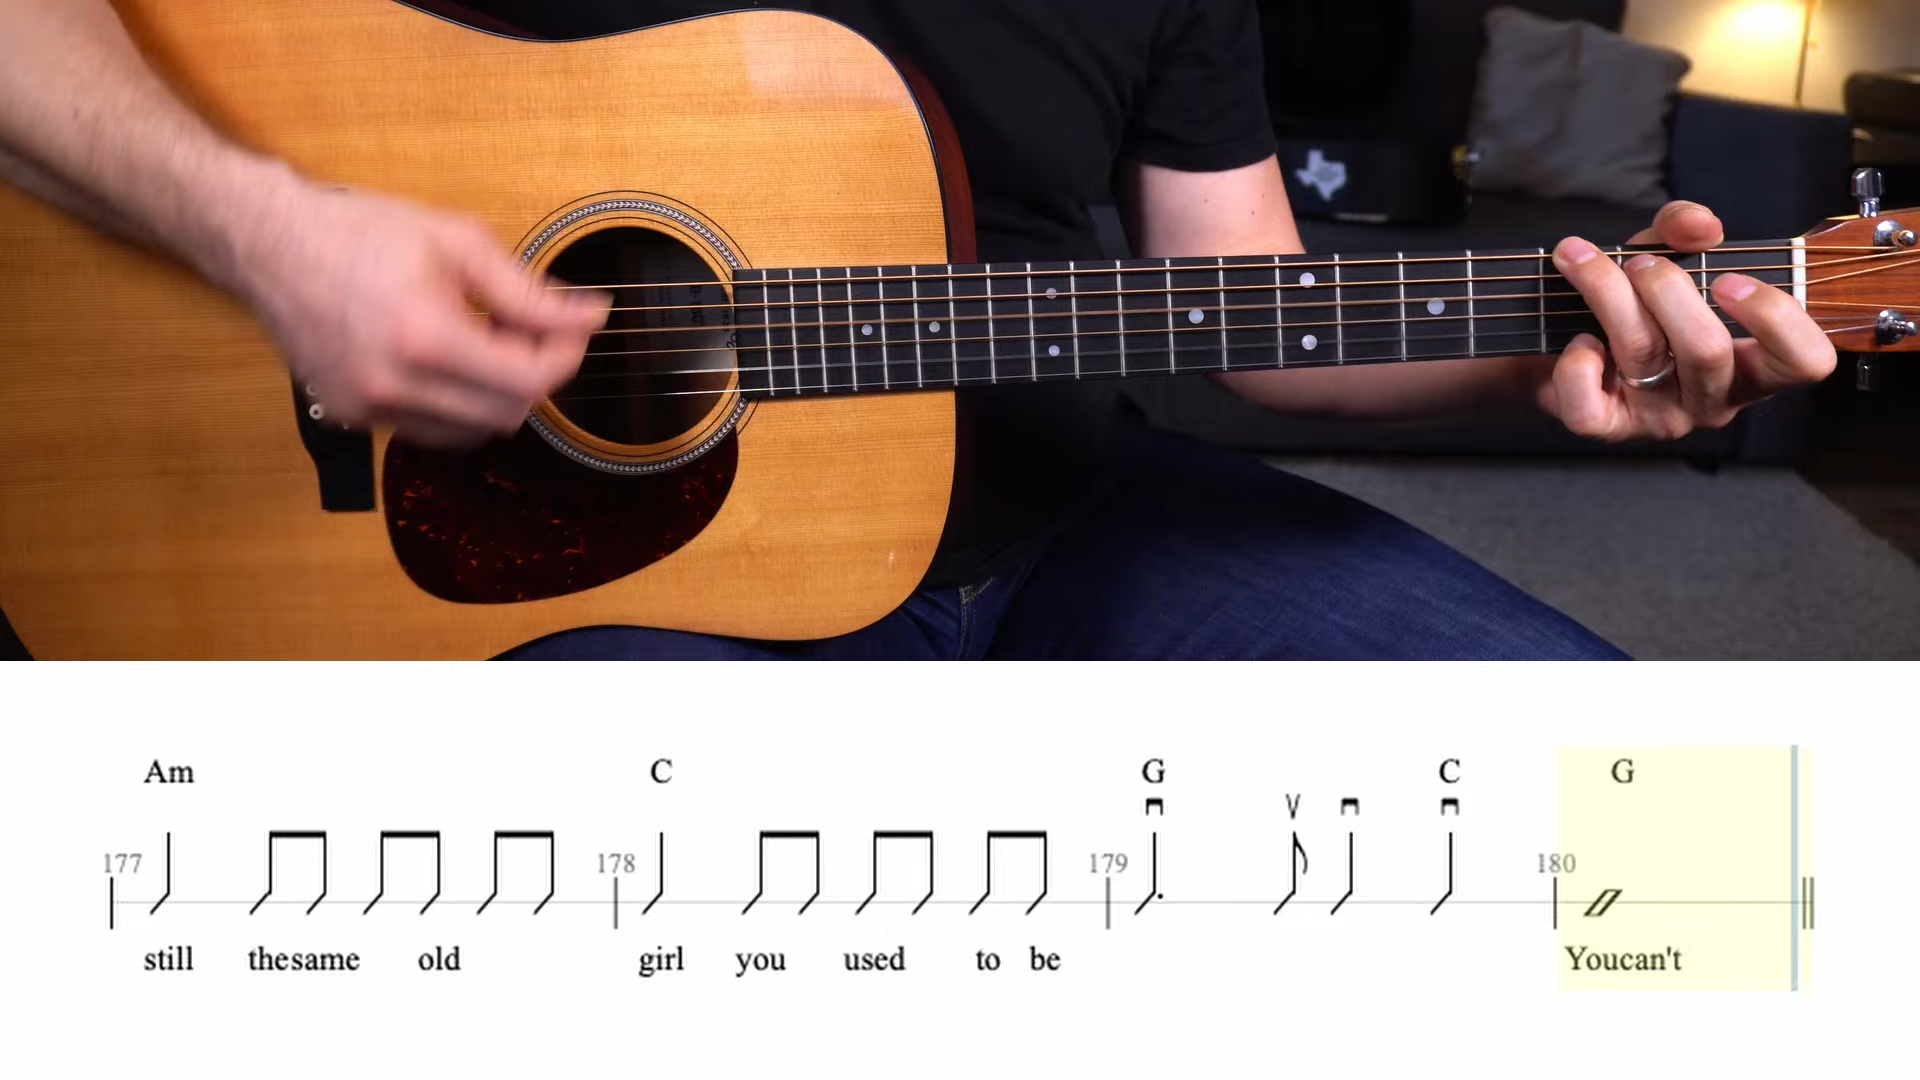 Am C G C G
177 178 179 180
still thesame old girl you used to be Youcan't